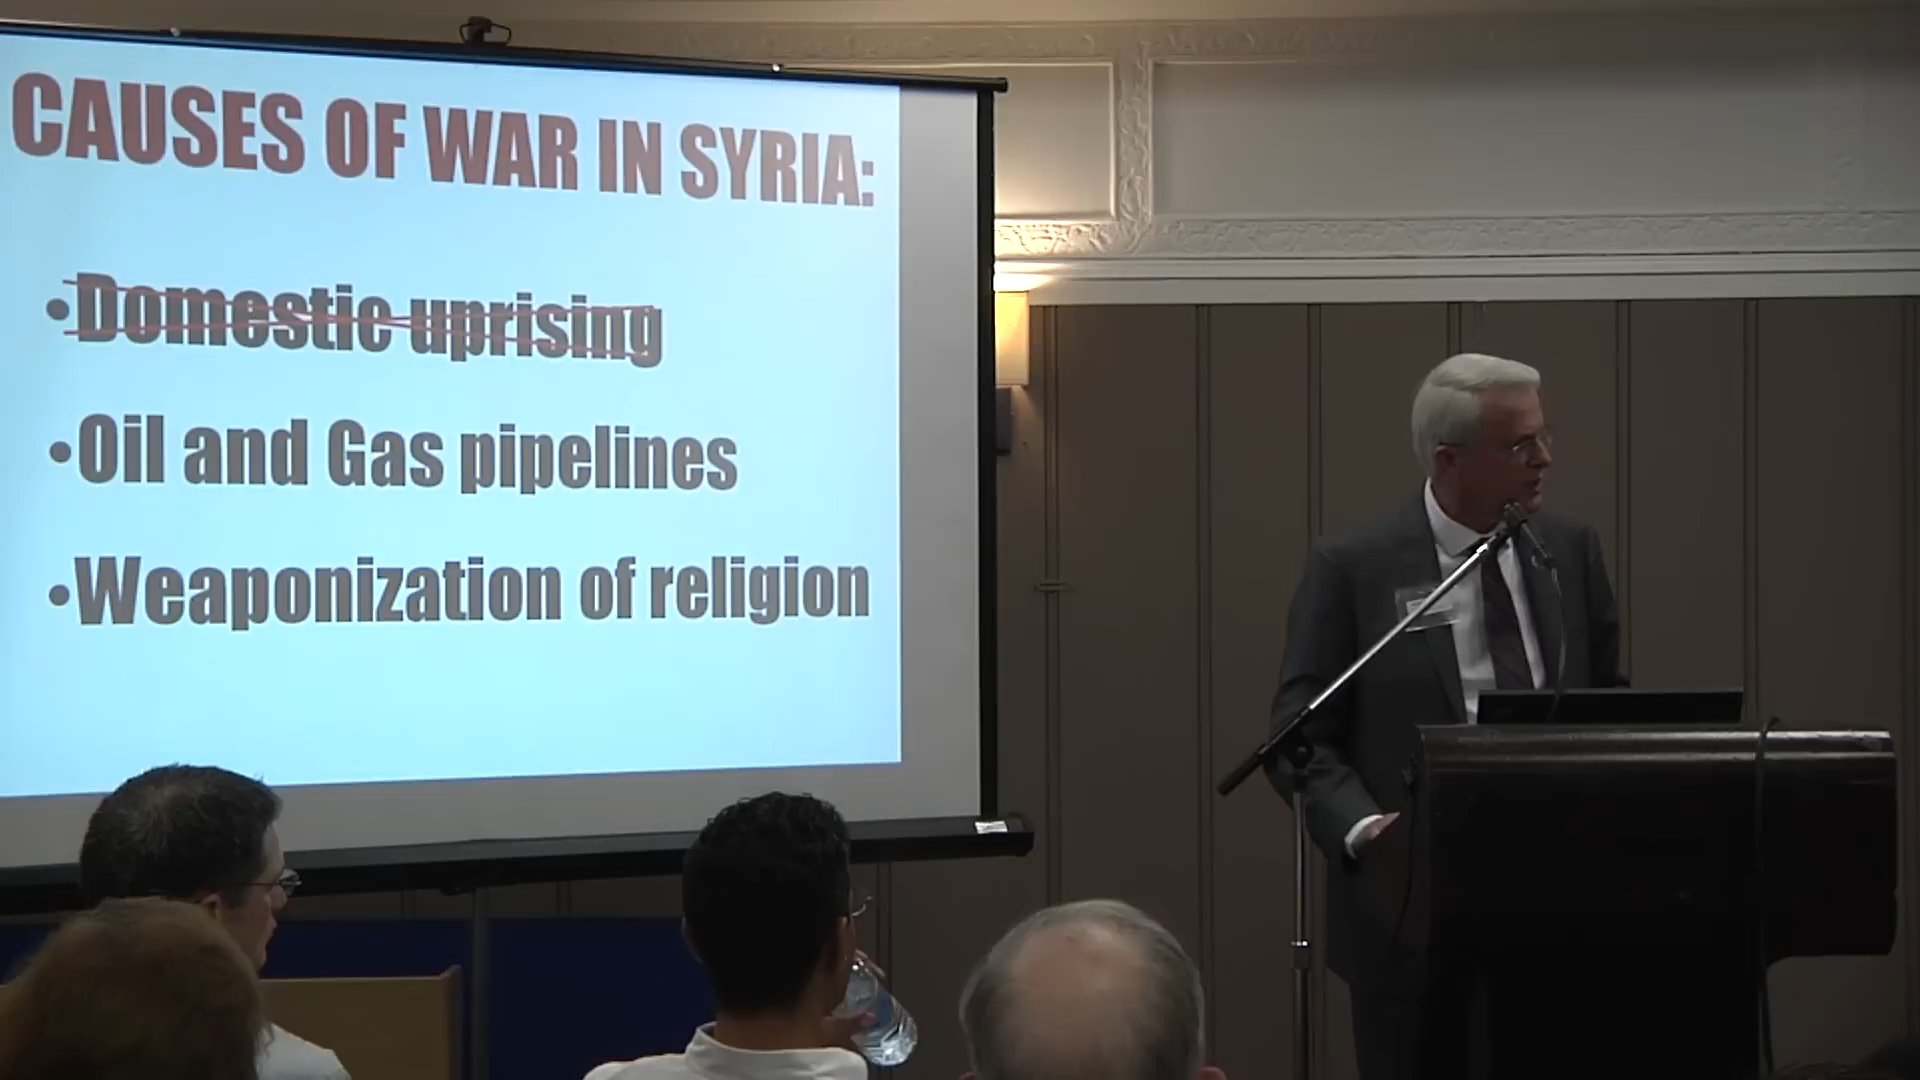 CAUSES OF WAR IN SYRIA:
•Domestic uprising
•Oil and Gas pipelines
•Weaponization of religion